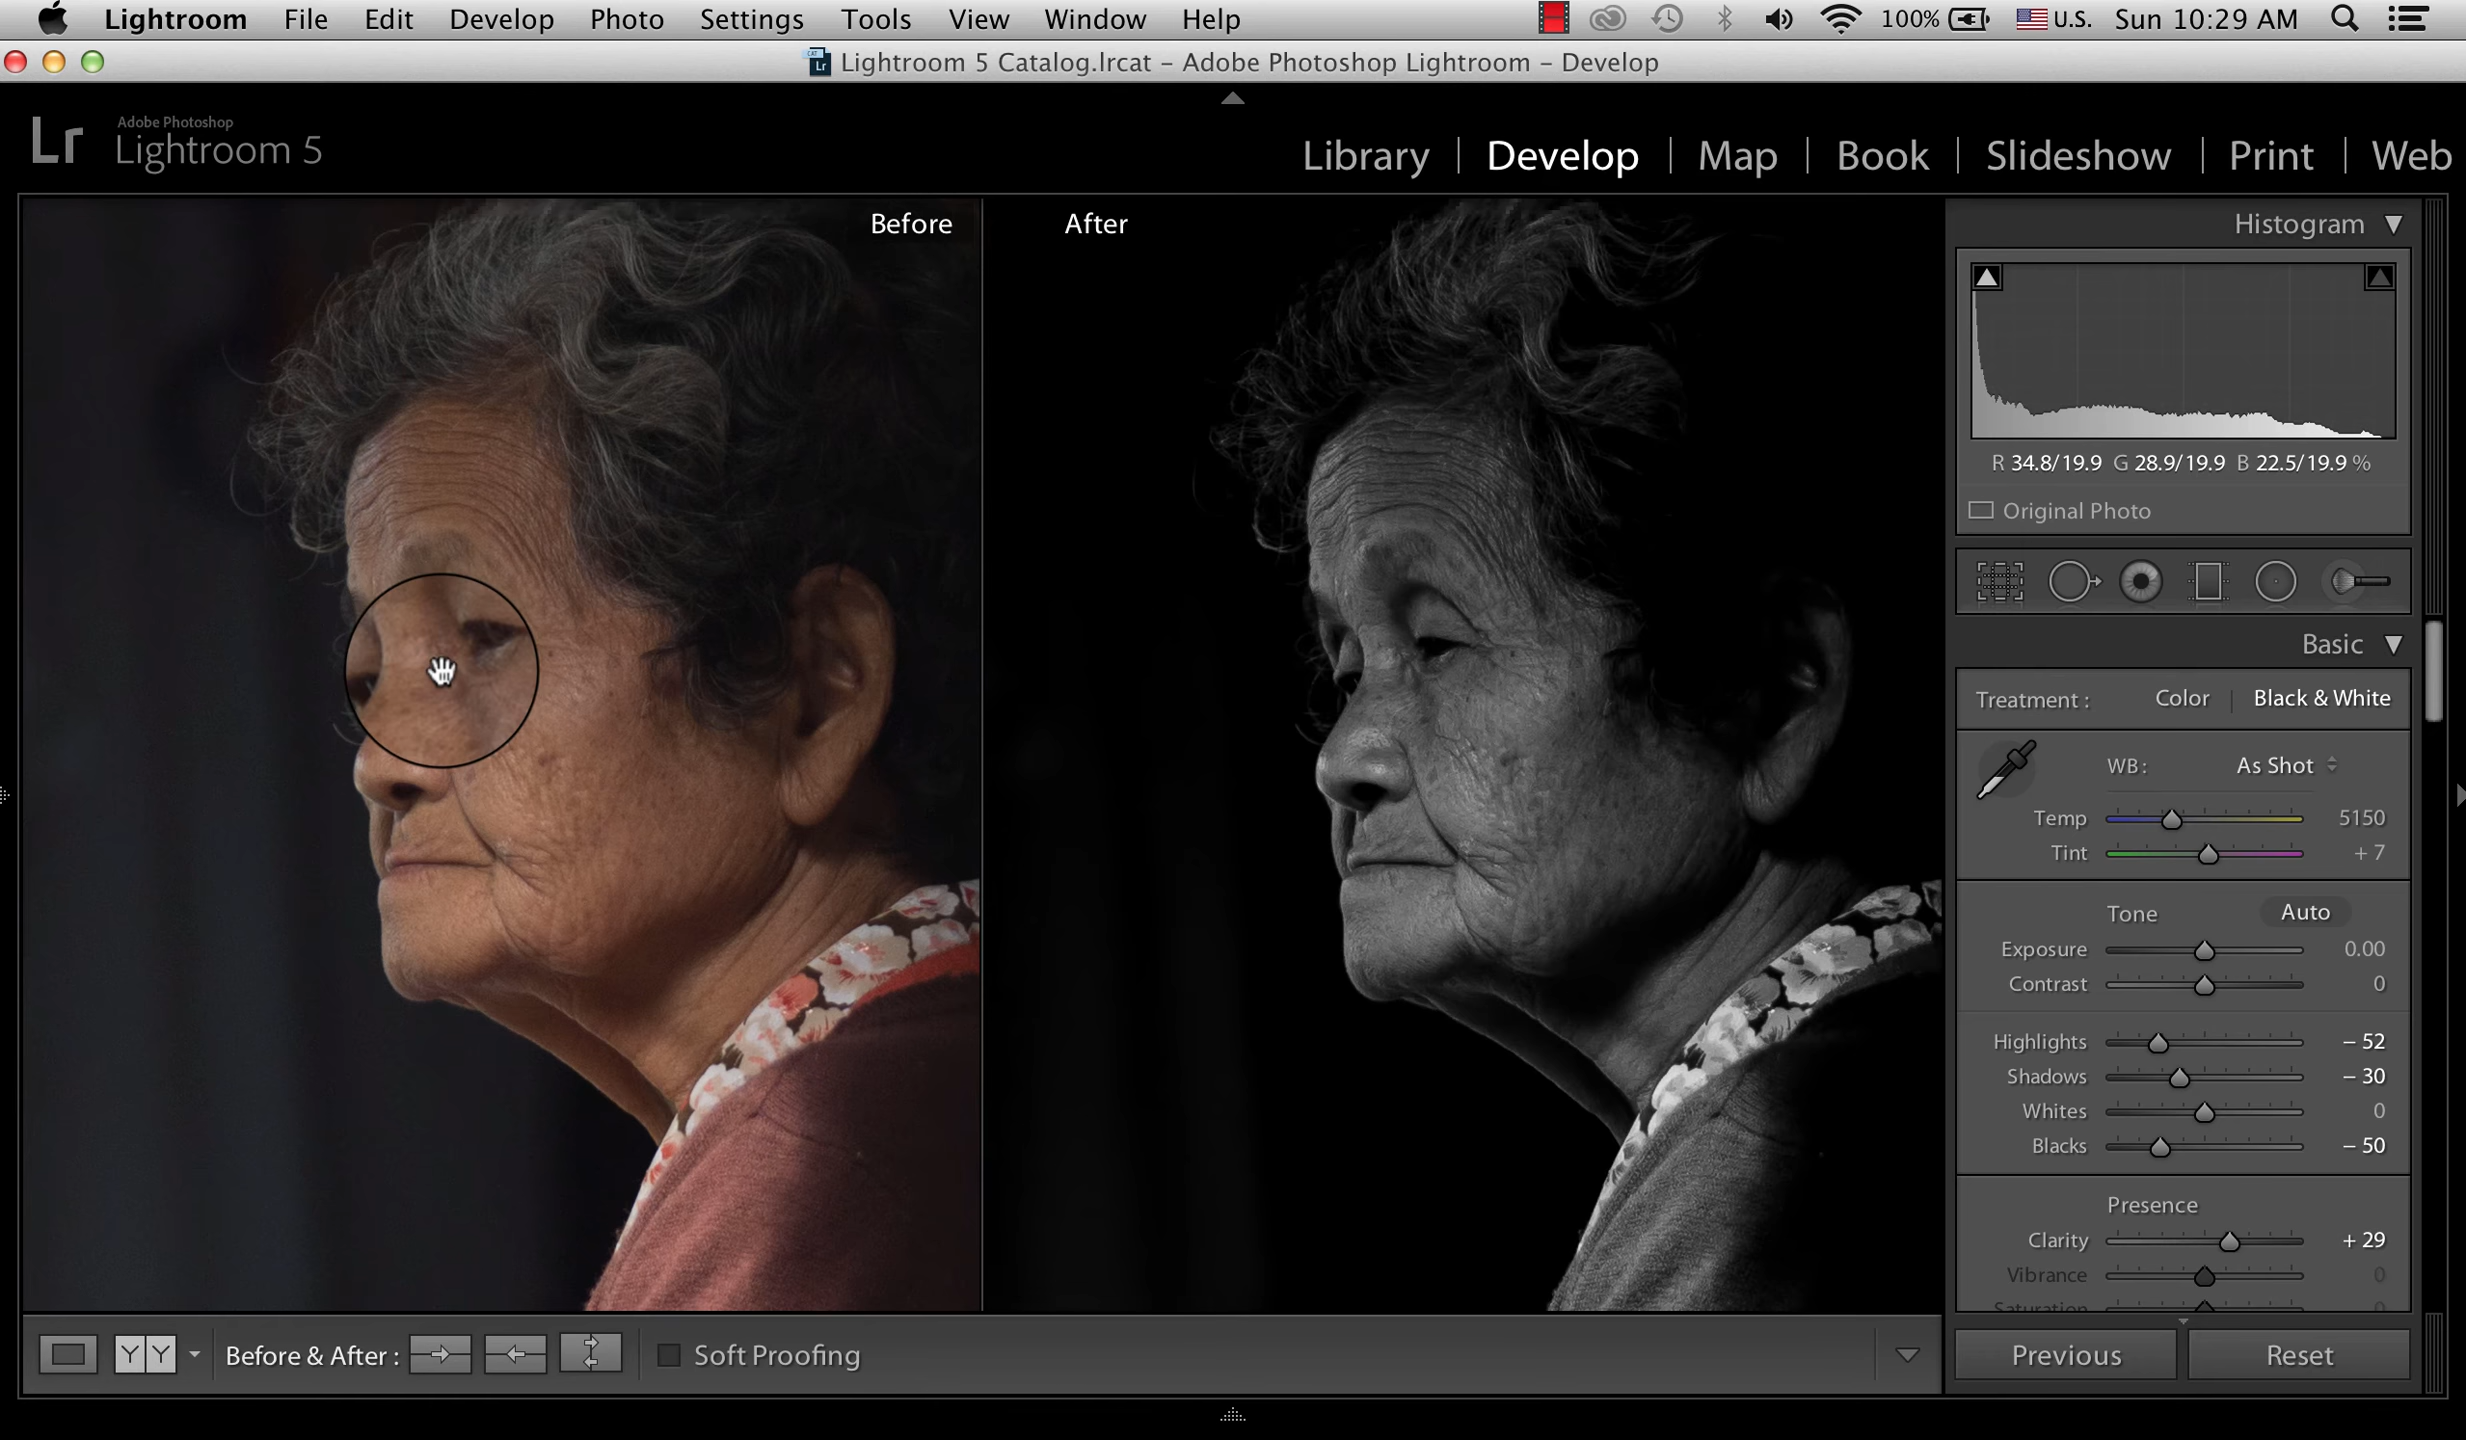 Lightroom File Edit Develop Photo Settings Tools View Window Help 100% U.S. Sun 10:29 AM
Lightroom 5 Catalog.lrcat – Adobe Photoshop Lightroom – Develop
Lr Adobe Photoshop
Lightroom 5
Library | Develop | Map | Book | Slideshow | Print | Web
Before After
Histogram
R 34.8/19.9 G 28.9/19.9 B 22.5/19.9 %
Original Photo
Basic
Treatment : Color | Black & White
WB: As Shot
Temp 5150
Tint + 7
Tone Auto
Exposure 0.00
Contrast 0
Highlights – 52
Shadows – 30
Whites 0
Blacks – 50
Presence
Clarity + 29
Vibrance 0
Saturation 0
Y Y Before & After : Soft Proofing
Previous Reset